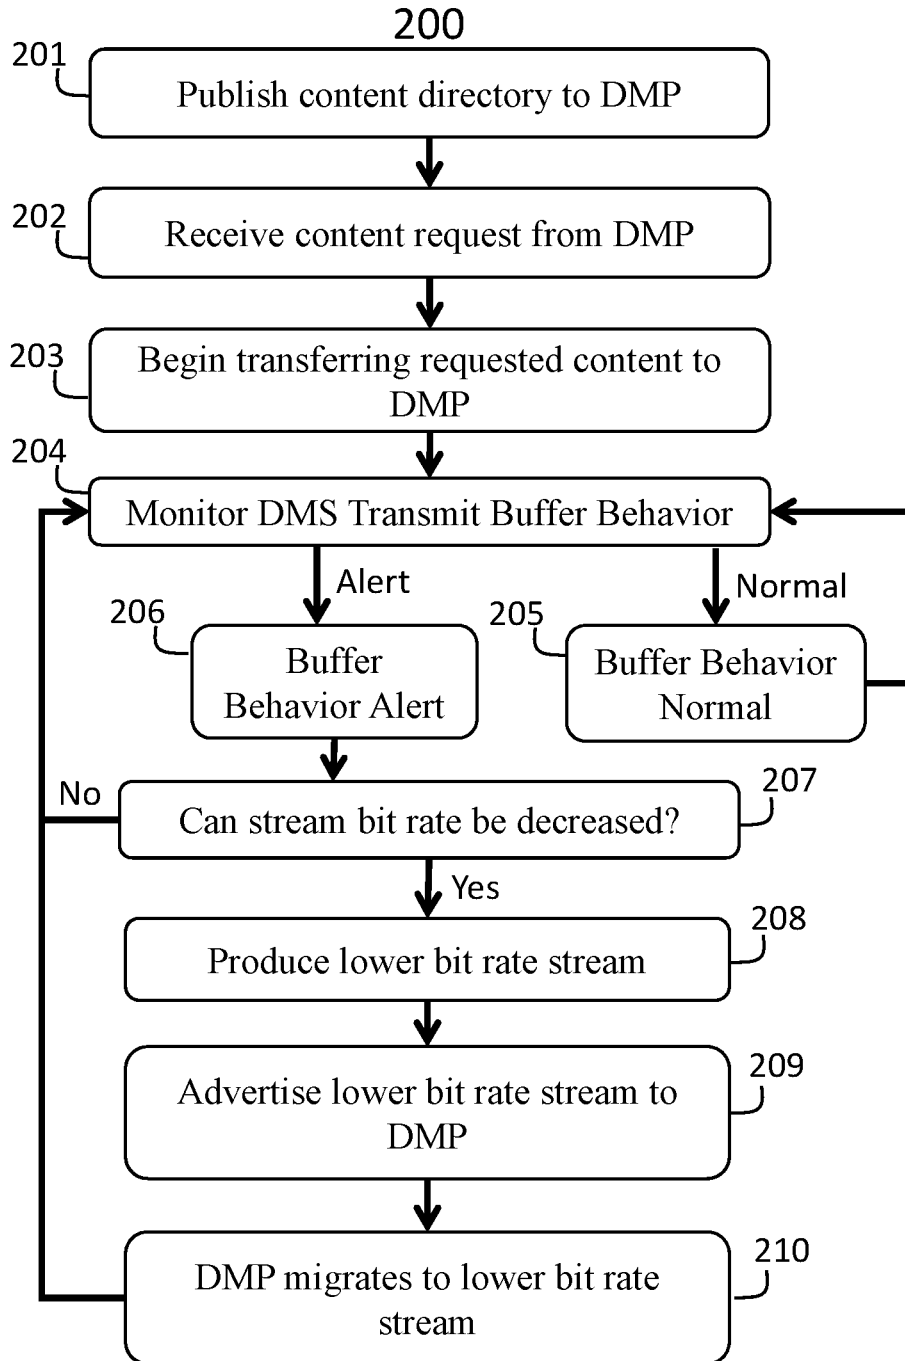 200
201
Publish content directory to DMP
202
Receive content request from DMP
203
Begin transferring requested content to
DMP
204
Monitor DMS Transmit Buffer Behavior
Alert
Normal
206
Buffer
Behavior Alert
205
Buffer Behavior
Normal
No
207
Can stream bit rate be decreased?
Yes
208
Produce lower bit rate stream
209
Advertise lower bit rate stream to
DMP
210
DMP migrates to lower bit rate
stream